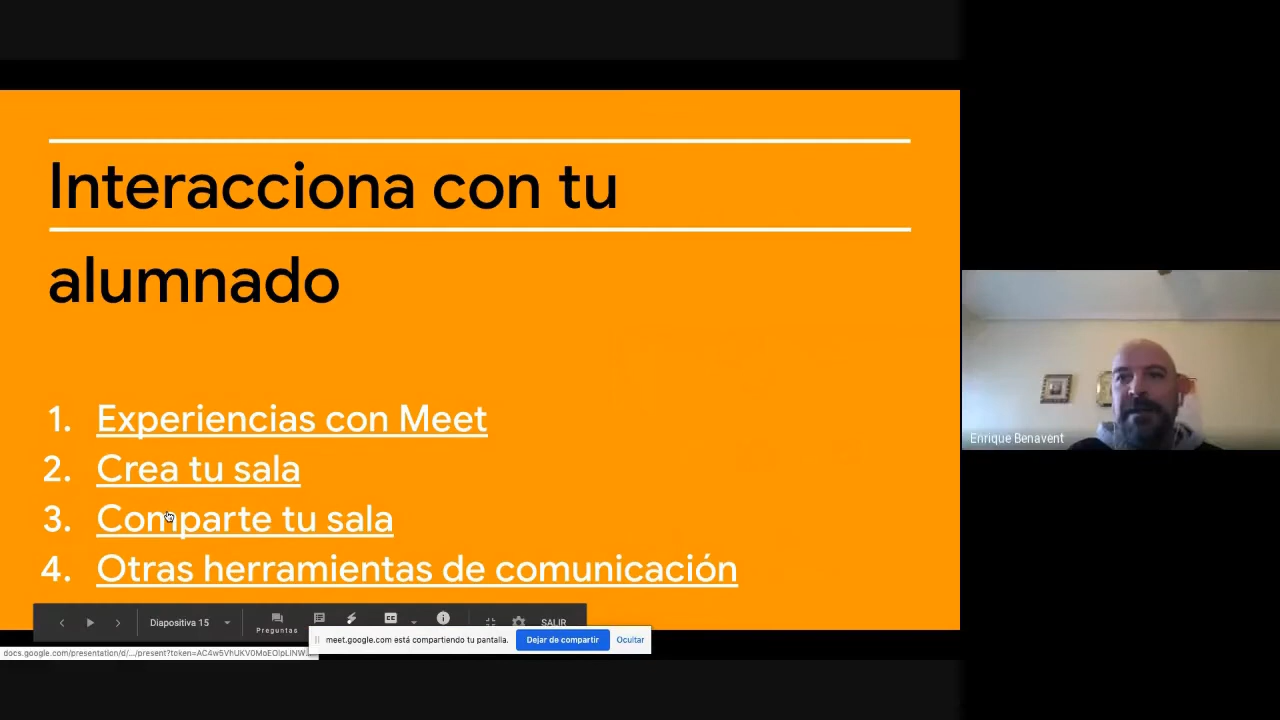 Interacciona con tu
alumnado
1. Experiencias con Meet
2. Crea tu sala
3. Comparte tu sala
4. Otras herramientas de comunicación
Enrique Benavent
Diapositiva 15
Preguntas
CC
SALIR
meet.google.com está compartiendo tu pantalla.
Dejar de compartir
Ocultar